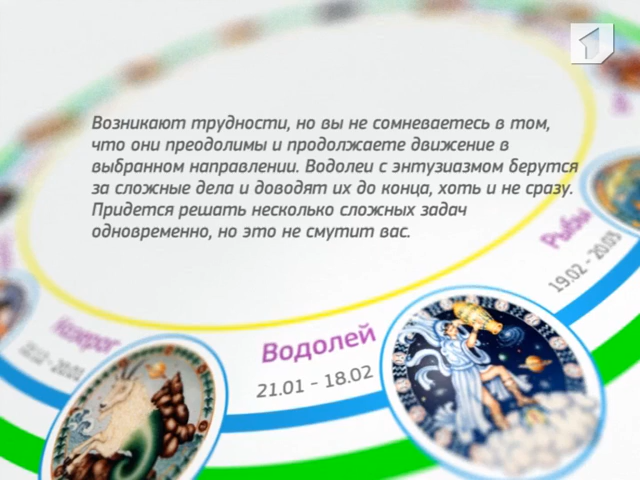 Возникают трудности, но вы не сомневаетесь в том,
что они преодолимы и продолжаете движение в
выбранном направлении. Водолеи с энтузиазмом берутся
за сложные дела и доводят их до конца, хоть и не сразу.
Придется решать несколько сложных задач
одновременно, но это не смутит вас.
Рыбы
19.02 - 20.03
Козерог
Водолей
21.01 - 18.02